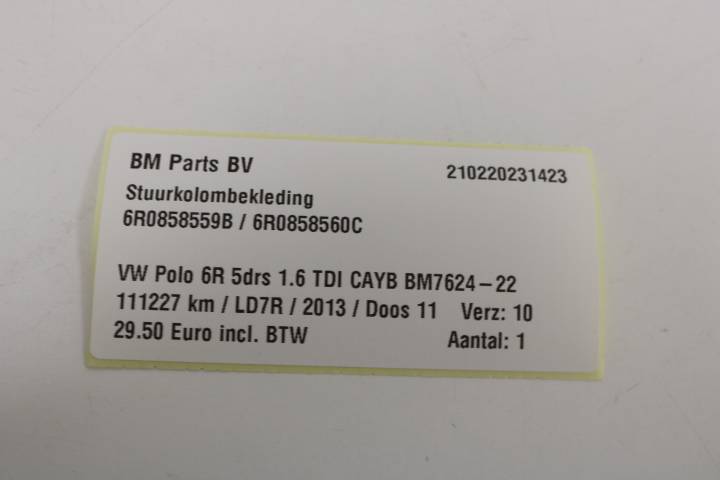 BM Parts BV 210220231423
Stuurkolombekleding
6R0858559B / 6R0858560C
VW Polo 6R 5drs 1.6 TDI CAYB BM7624-22
111227 km / LD7R / 2013 / Doos 11 Verz: 10
29.50 Euro incl. BTW Aantal: 1